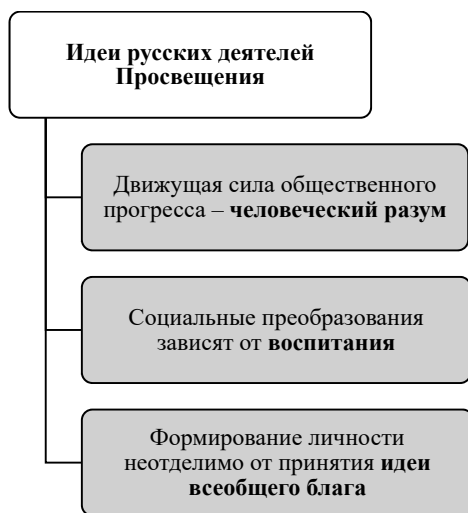 Идеи русских деятелей
Просвещения
Движущая сила общественного
прогресса – человеческий разум
Социальные преобразования
зависят от воспитания
Формирование личности
неотделимо от принятия идеи
всеобщего блага